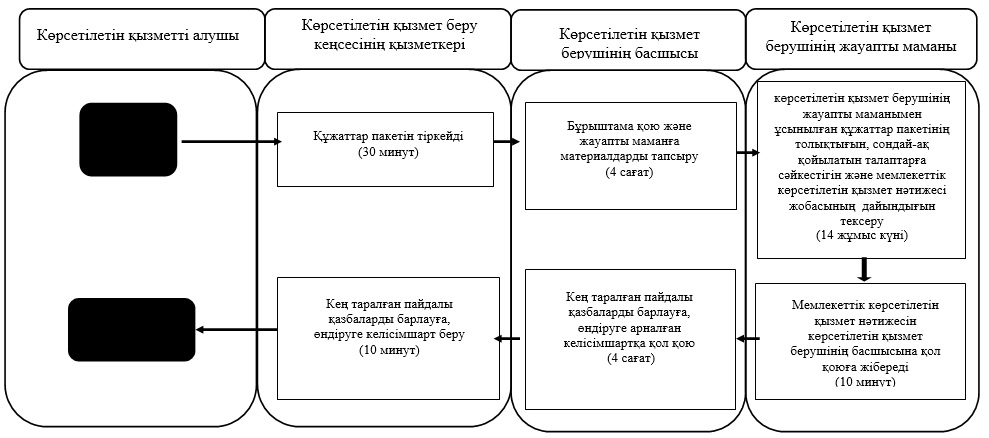 Көрсетілетін қызметті алушы
Көрсетілетін қызмет беру
кеңсесінің қызметкері
Көрсетілетін қызмет
берушінің басшысы
Көрсетілетін қызмет
берушінің жауапты маманы
Құжаттар пакетін тіркейді
(30 минут)
Бұрыштама қою және
жауапты маманға
материалдарды тапсыру
(4 сағат)
көрсетілетін қызмет берушінің
жауапты маманымен
ұсынылған құжаттар пакетінің
толықтығын, сондай-ақ
қойылатын талаптарға
сәйкестігін және мемлекеттік
көрсетілетін қызмет нәтижесі
жобасының дайындығын
тексеру
(14 жұмыс күні)
Кең таралған пайдалы
қазбаларды барлауға,
өндіруге келісімшарт беру
(10 минут)
Кең таралған пайдалы
қазбаларды барлауға,
өндіруге арналған
келісімшартқа қол қою
(4 сағат)
Мемлекеттік көрсетілетін
қызмет нәтижесін
көрсетілетін қызмет
берушінің басшысына қол
қоюға жібереді
(10 минут)